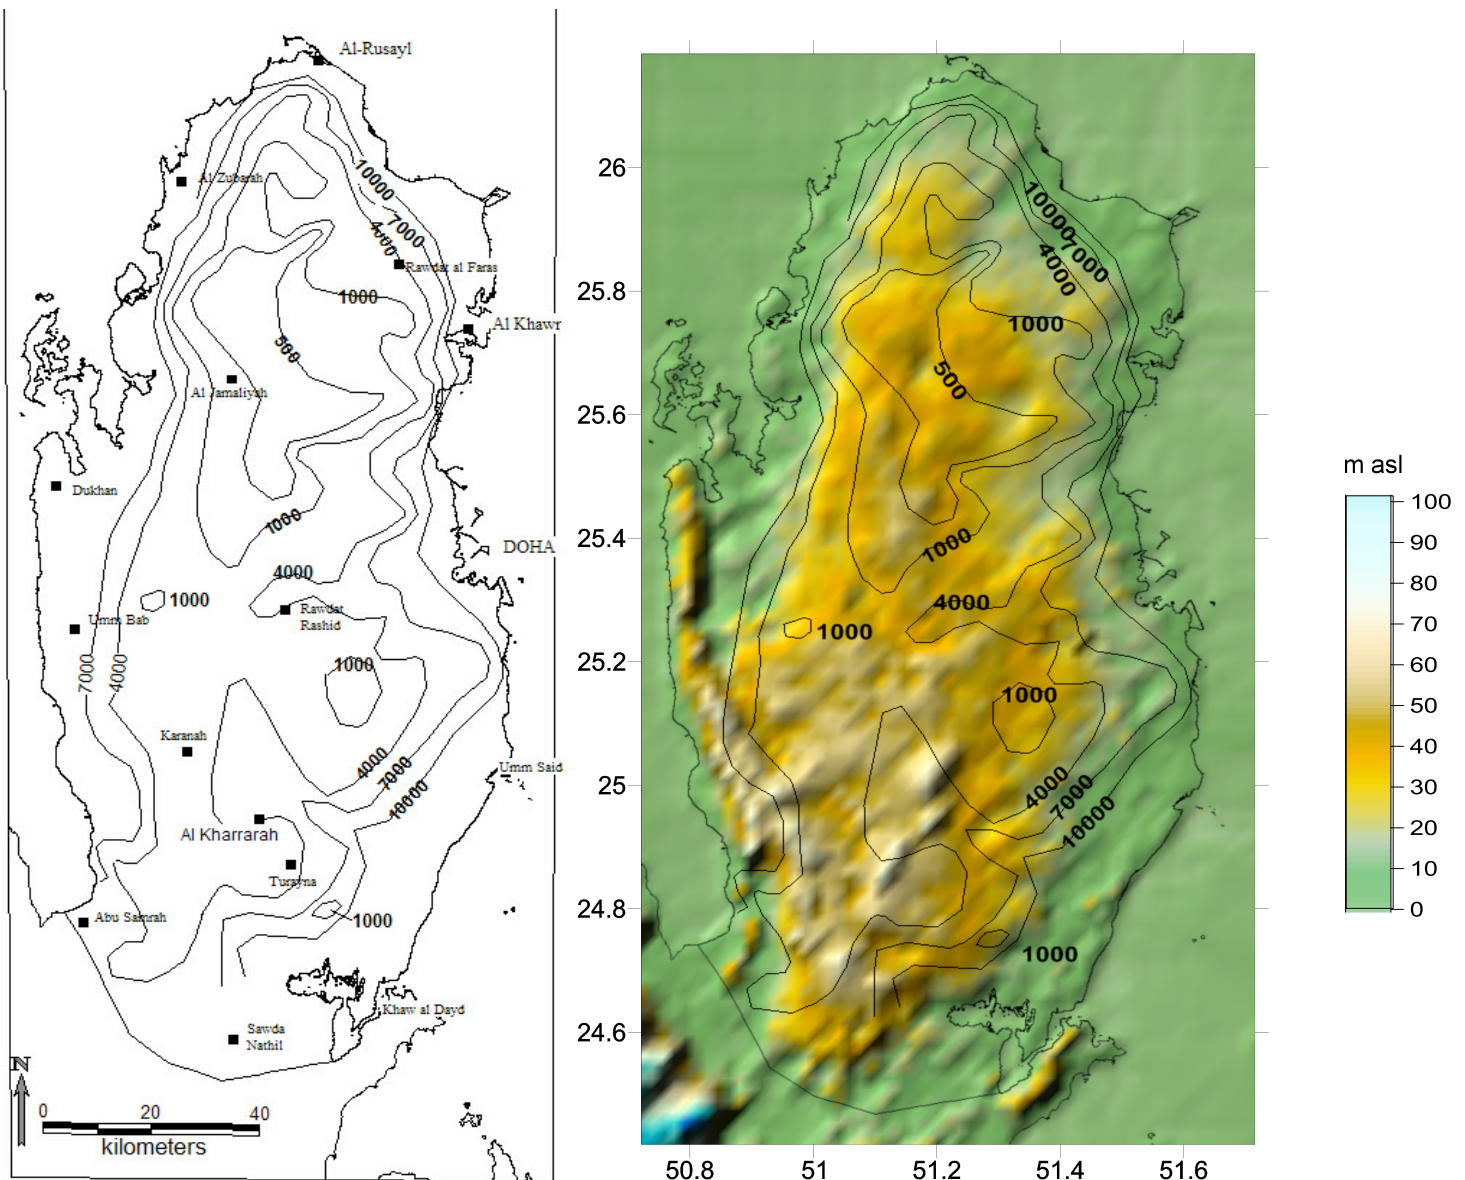 Al-Rusayl
Al Zubarah
10000
7000
4000
Rawdat al Faras
1000
Al Khawr
500
Al Jamaliyah
Dukhan
1000
DOHA
4000
1000
Rawdat
Rashid
Umm Bab
7000
4000
1000
Karanah
4000
7000
10000
Umm Said
Al Kharrarah
Turayna
Abu Samrah
1000
Khaw al Dayd
Sawda
Nathil
N
0 20 40
kilometers
26
25.8
25.6
25.4
25.2
25
24.8
24.6
50.8 51 51.2 51.4 51.6
10000
7000
4000
1000
500
1000
4000
1000
1000
4000
7000
10000
1000
m asl
100
90
80
70
60
50
40
30
20
10
0